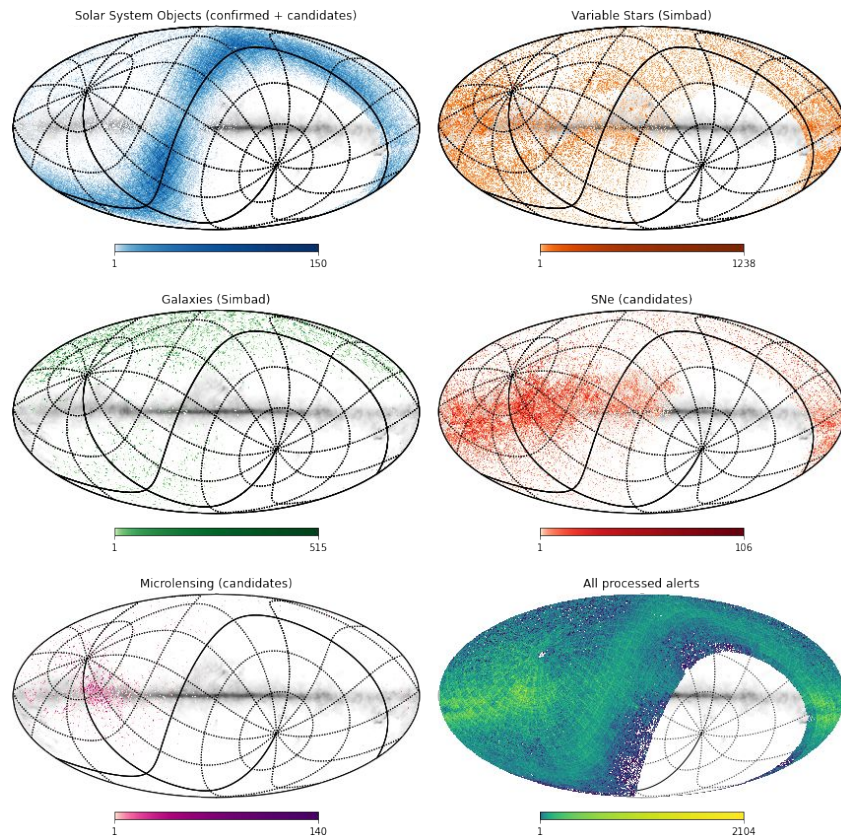 Solar System Objects (confirmed + candidates)
Variable Stars (Simbad)
1 150
1 1238
Galaxies (Simbad)
SNe (candidates)
1 515
1 106
Microlensing (candidates)
All processed alerts
1 140
1 2104